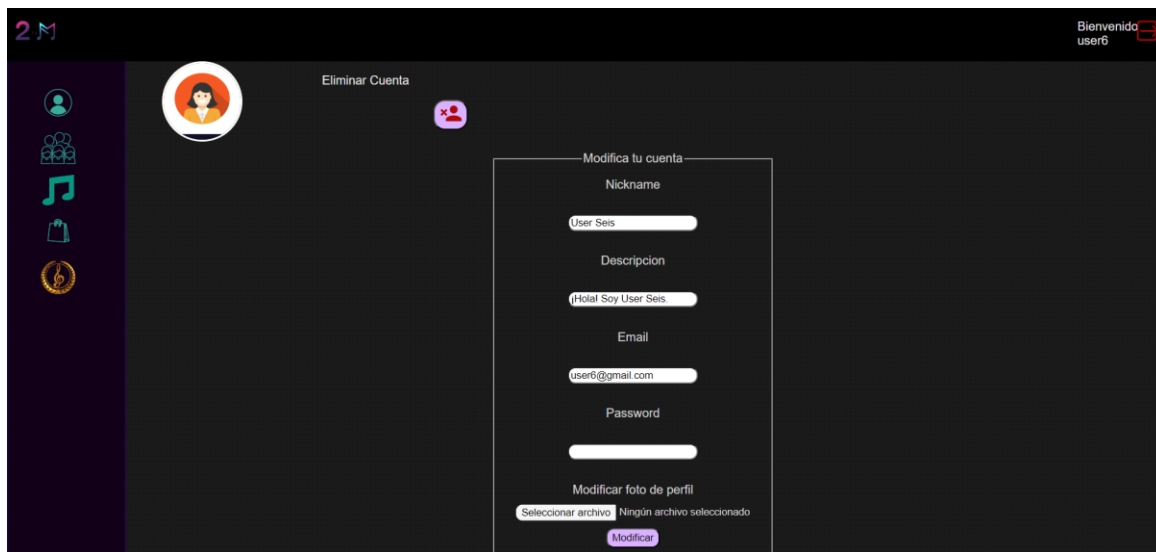 2 M
Bienvenido
user6
Eliminar Cuenta
Modifica tu cuenta
Nickname
User Seis
Descripcion
¡Hola! Soy User Seis.
Email
user6@gmail.com
Password
Modificar foto de perfil
Seleccionar archivo Ningún archivo seleccionado
Modificar